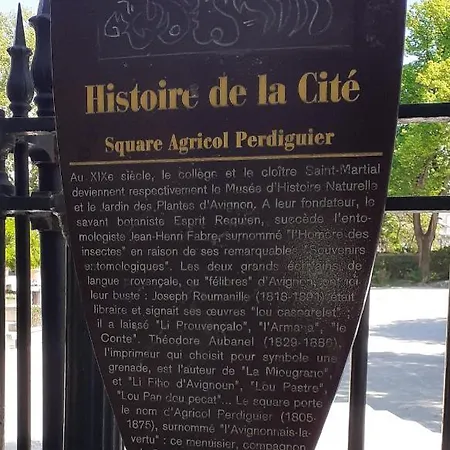 Histoire de la Cité
Square Agricol Perdiguier
Au XIXe siècle, le collège et le cloître Saint-Martial
deviennent respectivement le Musée d'Histoire Naturelle
et le Jardin des Plantes d'Avignon. A leur fondateur, le
savant botaniste Esprit Requien, succède l'ento-
mologiste Jean-Henri Fabre, surnommé "l'Homère des
insectes" en raison de ses remarquables "Souvenirs
entomologiques". Les deux grands écrivains de
langue provençale, ou "félibres" d'Avignon, ont ici
leur buste : Joseph Roumanille (1818-1891) était
libraire et signait ses œuvres "lou cascarelet" ;
il a laissé "Li Prouvençalo", "l'Armana", "le
Conte". Théodore Aubanel (1829-1886),
l'imprimeur qui choisit pour symbole une
grenade, est l'auteur de "La Miougrano",
et "Li Fiho d'Avignoun", "Lou Pastre",
"Lou Pan dou pecat"... Le square porte
le nom d'Agricol Perdiguier (1805-
1875), surnommé "l'Avignonnais-la-
vertu" : ce menuisier, compagnon